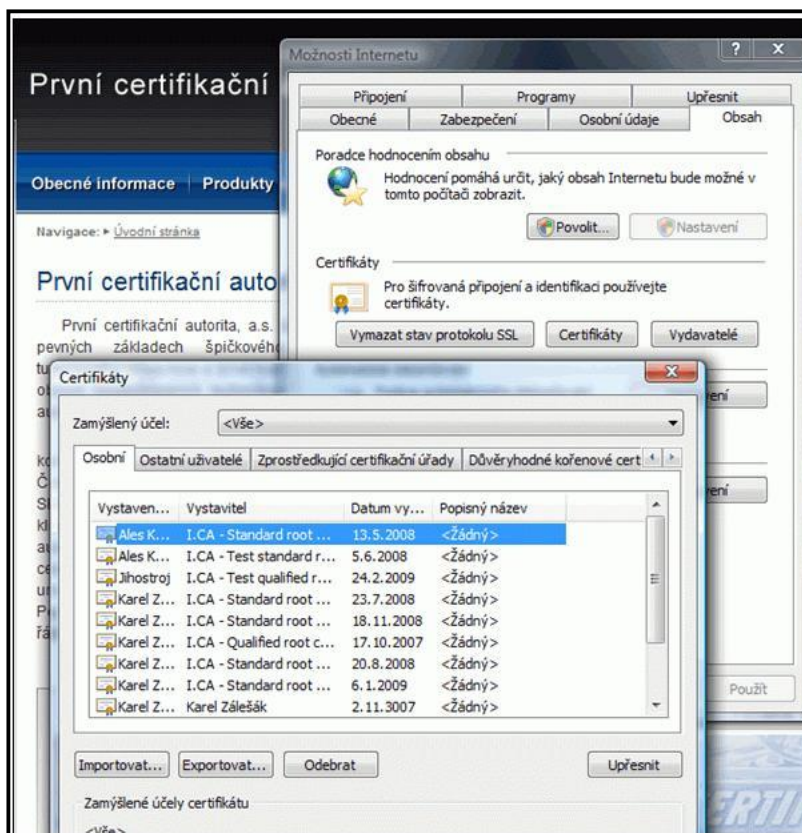 Možnosti Internetu
První certifikační
Připojení Programy Upřesnit
Obecné Zabezpečení Osobní údaje Obsah
Poradce hodnocením obsahu
Hodnocení pomáhá určit, jaký obsah Internetu bude možné v
tomto počítači zobrazit.
Povolit... Nastavení
Certifikáty
Pro šifrovaná připojení a identifikaci používejte
certifikáty.
Vymazat stav protokolu SSL Certifikáty Vydavatelé
Obecné informace Produkty
Navigace: ▸ Úvodní stránka
První certifikační auto
První certifikační autorita, a.s.
pevných základech špičkového
Certifikáty
Zamýšlený účel: <Vše>
Osobní Ostatní uživatelé Zprostředkující certifikační úřady Důvěryhodné kořenové cert
Vystaven... Vystavitel Datum vy... Popisný název
Ales K... I.CA - Standard root ... 13.5.2008 <Žádný>
Ales K... I.CA - Test standard r... 5.6.2008 <Žádný>
Jihostroj I.CA - Test qualified r... 24.2.2009 <Žádný>
Karel Z... I.CA - Standard root ... 23.7.2008 <Žádný>
Karel Z... I.CA - Standard root ... 18.11.2008 <Žádný>
Karel Z... I.CA - Qualified root c... 17.10.2007 <Žádný>
Karel Z... I.CA - Standard root ... 20.8.2008 <Žádný>
Karel Z... I.CA - Standard root ... 6.1.2009 <Žádný>
Karel Z... Karel Zálešák 2.11.3007 <Žádný>
Importovat... Exportovat... Odebrat Upřesnit
Zamýšlené účely certifikátu
<Vše>
Použít